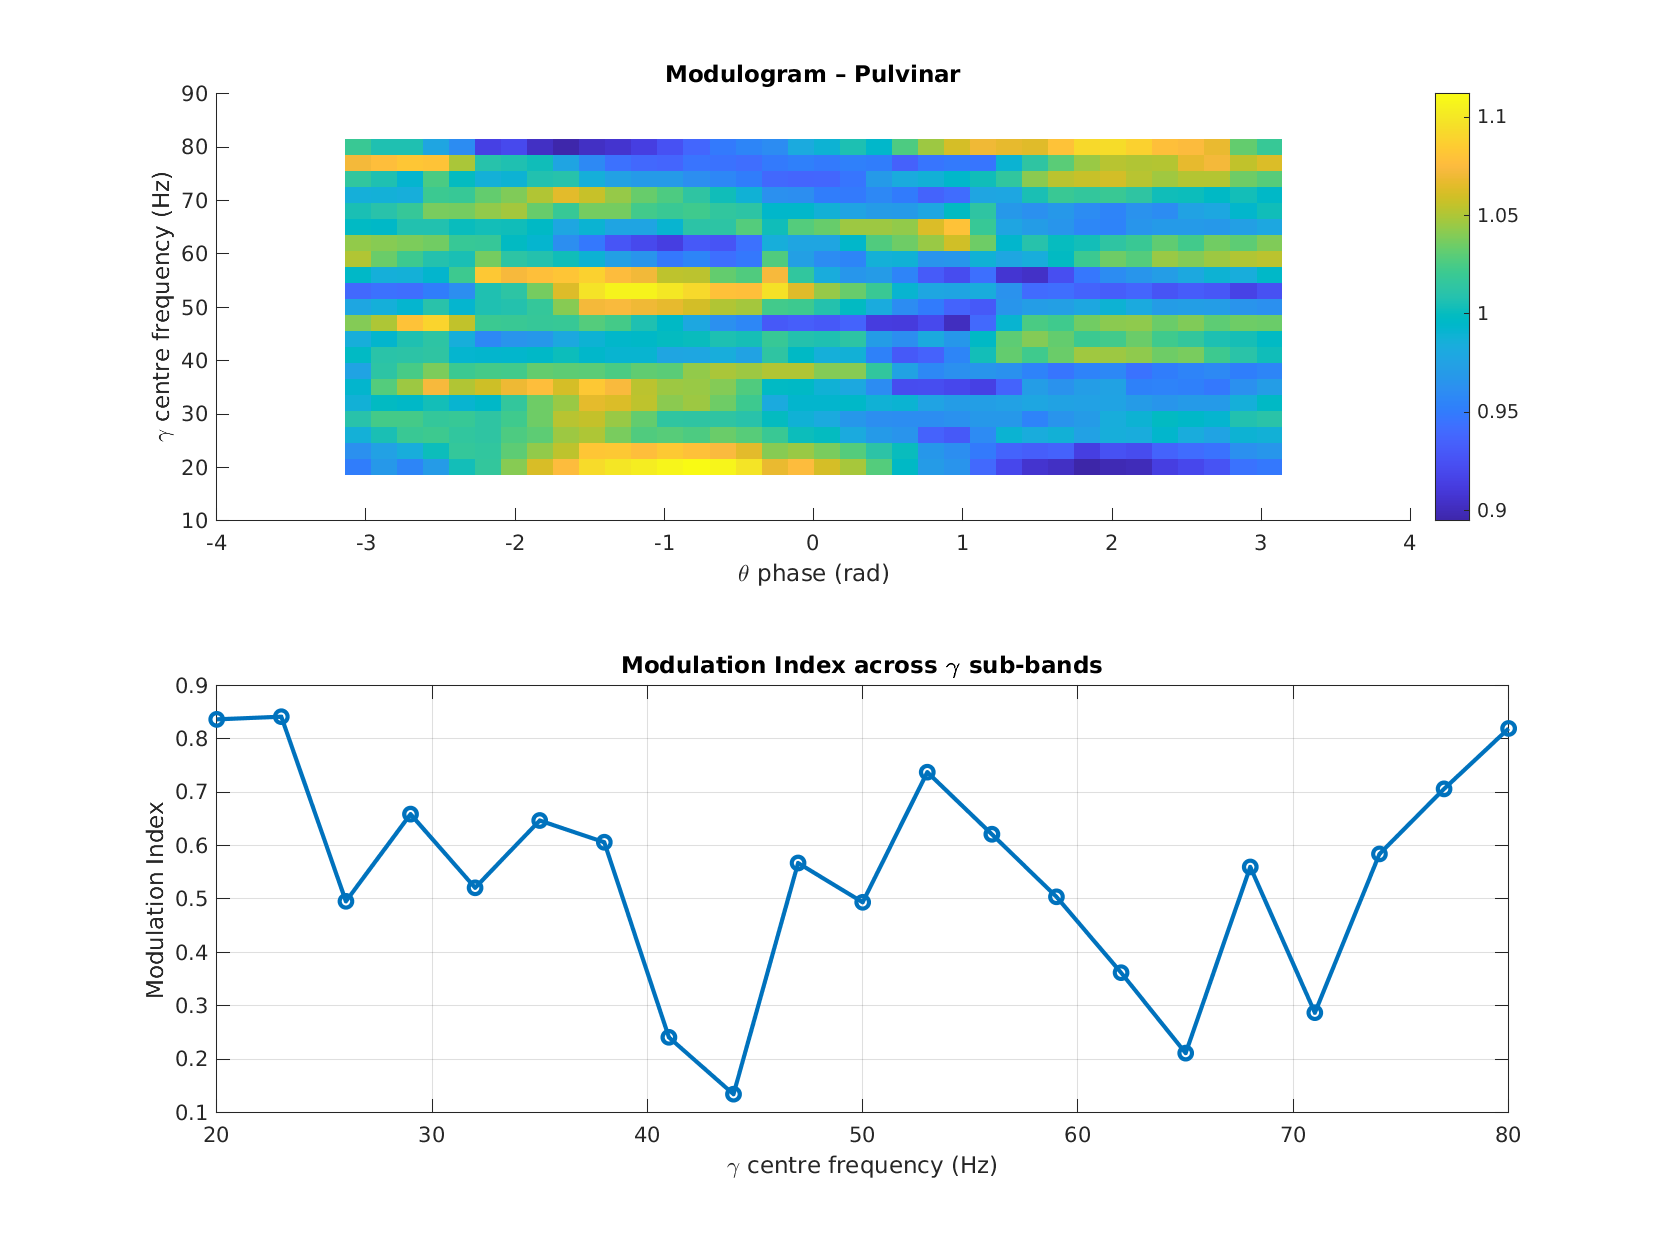 Modulogram – Pulvinar
γ centre frequency (Hz)
90
80
70
60
50
40
30
20
10
-4 -3 -2 -1 0 1 2 3 4
θ phase (rad)
1.1
1.05
1
0.95
0.9
Modulation Index across γ sub-bands
Modulation Index
0.9
0.8
0.7
0.6
0.5
0.4
0.3
0.2
0.1
20 30 40 50 60 70 80
γ centre frequency (Hz)